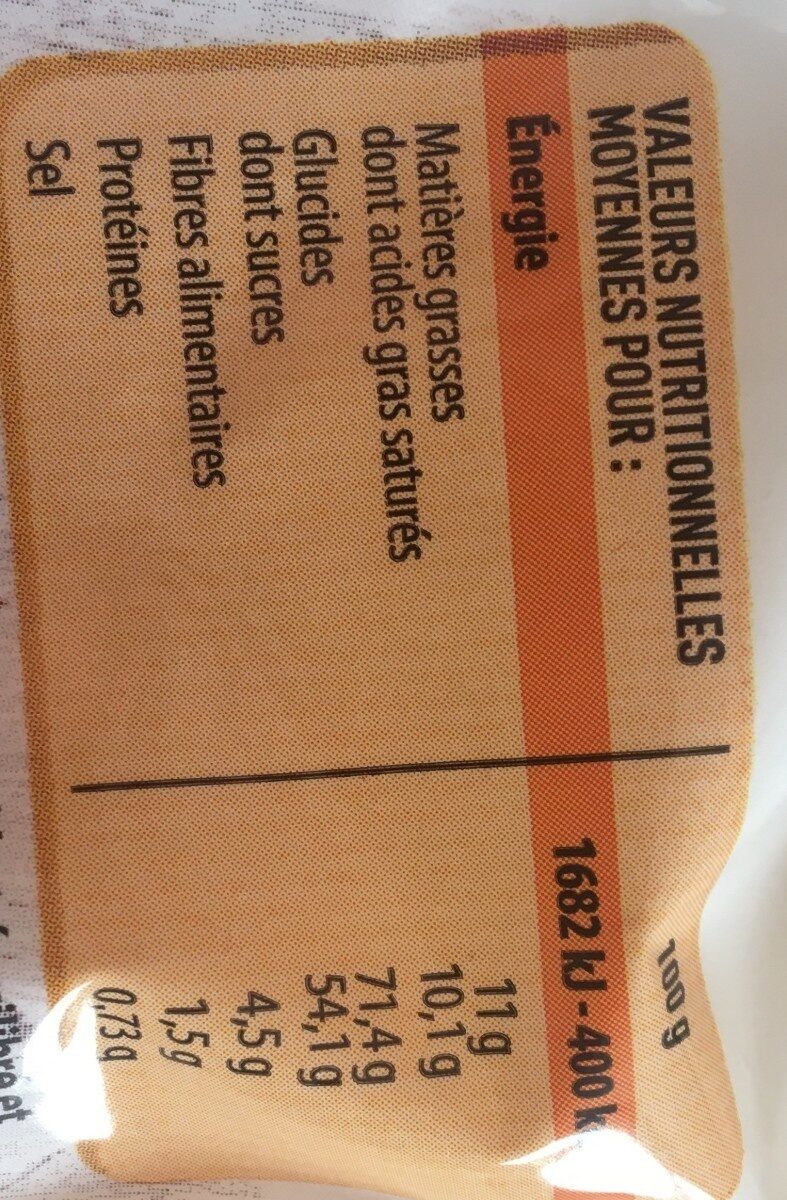 VALEURS NUTRITIONNELLES
MOYENNES POUR : 100 g
Énergie 1682 kJ - 400 k
Matières grasses 11 g
dont acides gras saturés 10,1 g
Glucides 71,4 g
dont sucres 54,1 g
Fibres alimentaires 4,5 g
Protéines 1,5 g
Sel 0,73 g
et